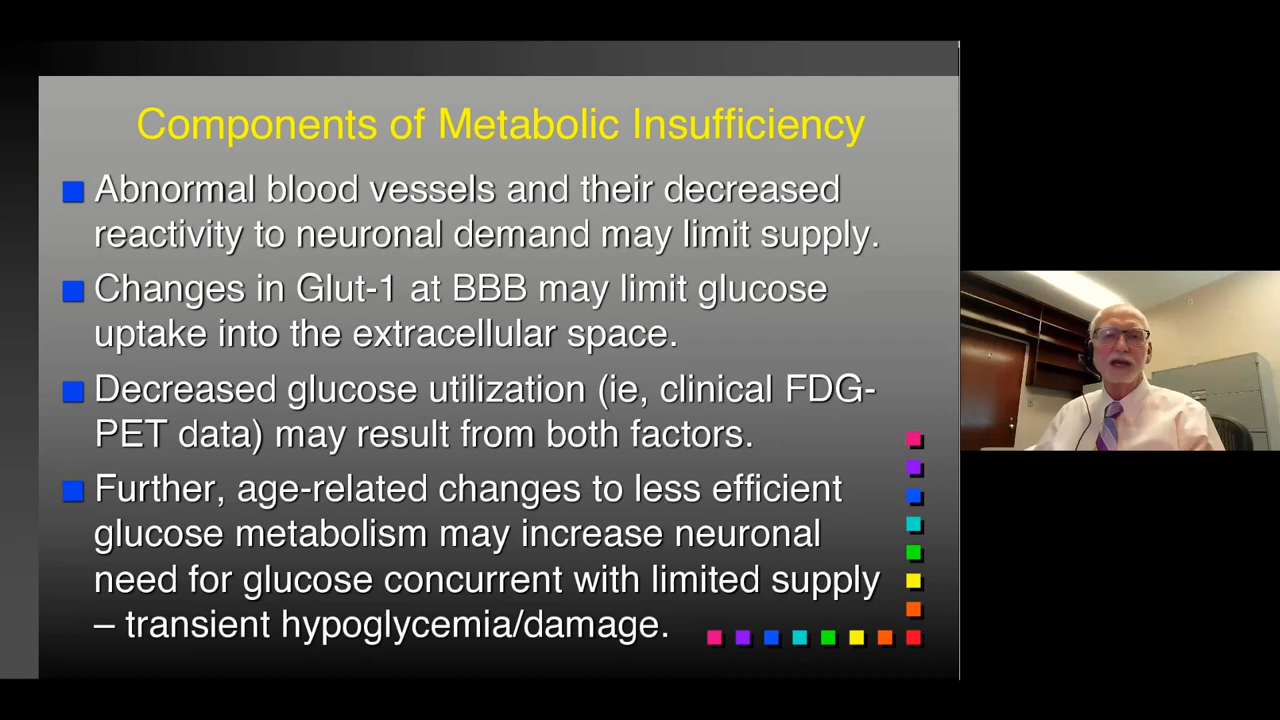 Components of Metabolic Insufficiency
Abnormal blood vessels and their decreased
reactivity to neuronal demand may limit supply.
Changes in Glut-1 at BBB may limit glucose
uptake into the extracellular space.
Decreased glucose utilization (ie, clinical FDG-
PET data) may result from both factors.
Further, age-related changes to less efficient
glucose metabolism may increase neuronal
need for glucose concurrent with limited supply
– transient hypoglycemia/damage.